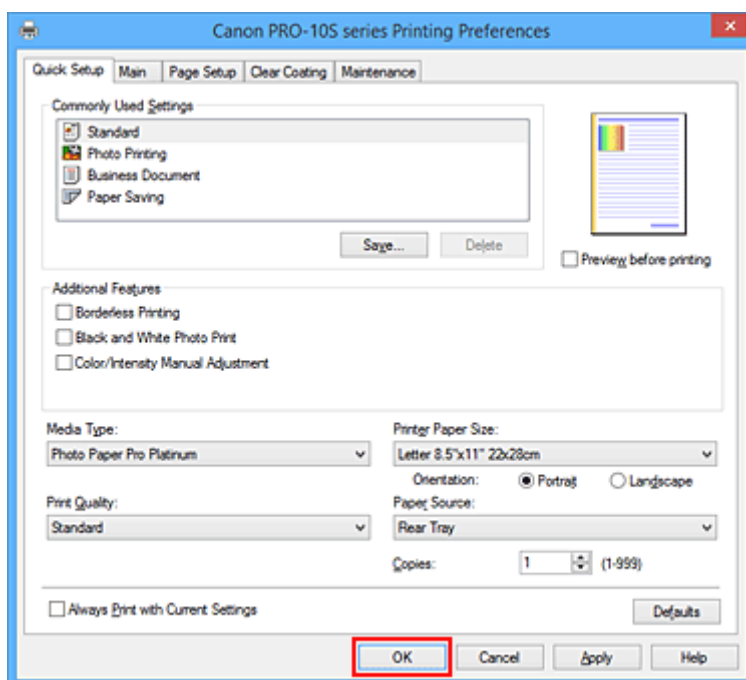 Canon PRO-10S series Printing Preferences
Quick Setup Main Page Setup Clear Coating Maintenance
Commonly Used Settings
Standard
Photo Printing
Business Document
Paper Saving
Save... Delete
Preview before printing
Additional Features
Borderless Printing
Black and White Photo Print
Color/Intensity Manual Adjustment
Media Type: Printer Paper Size:
Photo Paper Pro Platinum Letter 8.5"x11" 22x28cm
Orientation: Portrait Landscape
Print Quality: Paper Source:
Standard Rear Tray
Copies: 1 (1-999)
Always Print with Current Settings Defaults
OK Cancel Apply Help